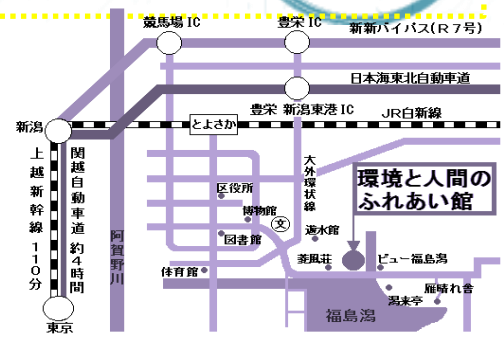 競馬場IC
豊栄IC
新新バイパス(R7号)
日本海東北自動車道
豊栄 新潟東港IC
JR白新線
新潟
とよさか
上越新幹線 110分
関越自動車道 約4時間
阿賀野川
大外環状線
区役所
博物館
文
図書館
遊水館
体育館
菱風荘
環境と人間の
ふれあい館
ビュー福島潟
雁晴れ舎
潟来亭
福島潟
東京